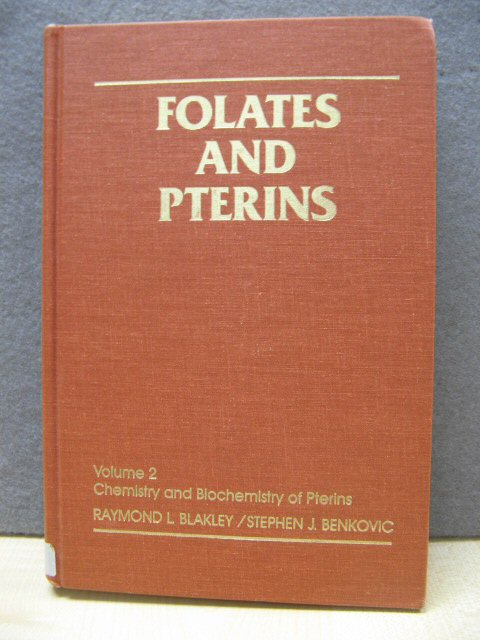 FOLATES
AND
PTERINS
Volume 2
Chemistry and Biochemistry of Pterins
RAYMOND L. BLAKLEY/STEPHEN J. BENKOVIC